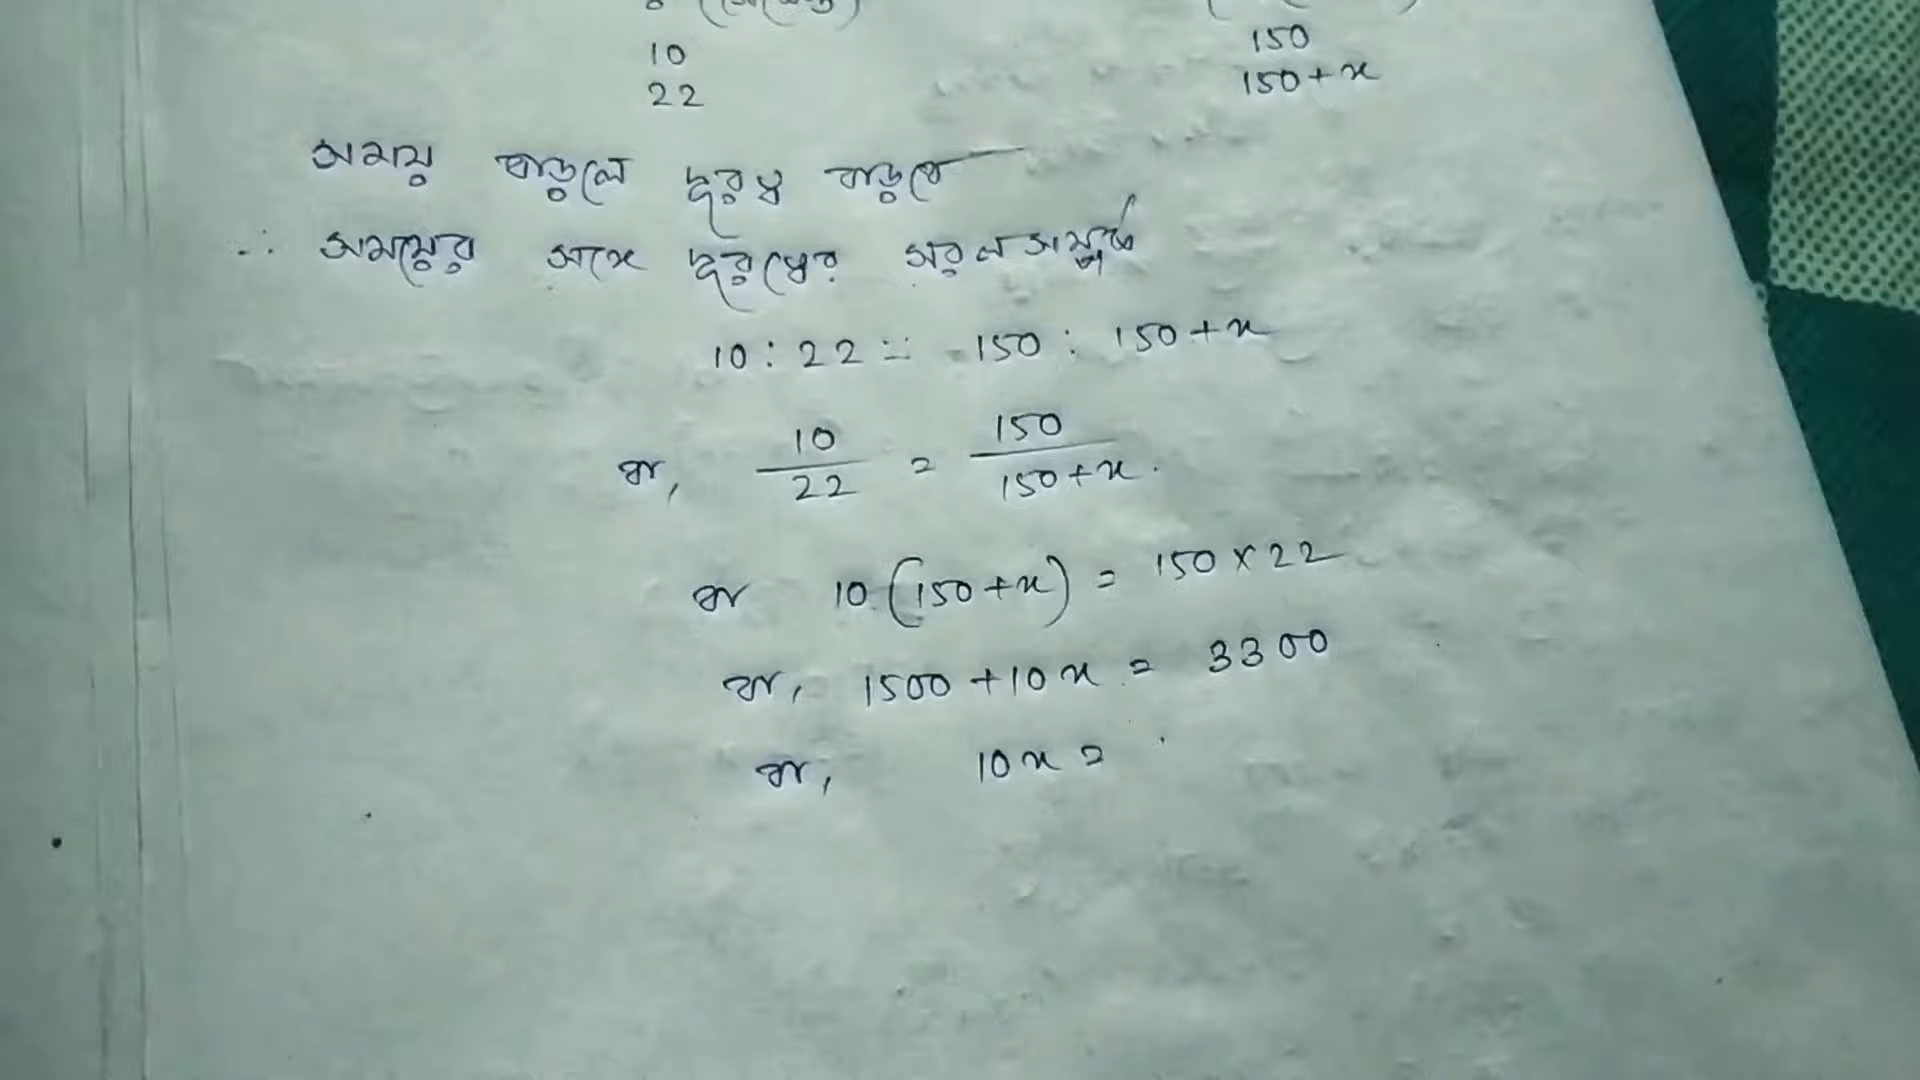 10 150
22 150+x
সময় বাড়লে দূরত্ব বাড়বে
∴ সময়ের সাথে দূরত্বের সরল সম্পর্ক
10 : 22 :: 150 : 150+x
বা, 10/22 = 150/150+x.
বা 10 (150+x) = 150 × 22
বা, 1500 + 10x = 3300
বা, 10x =